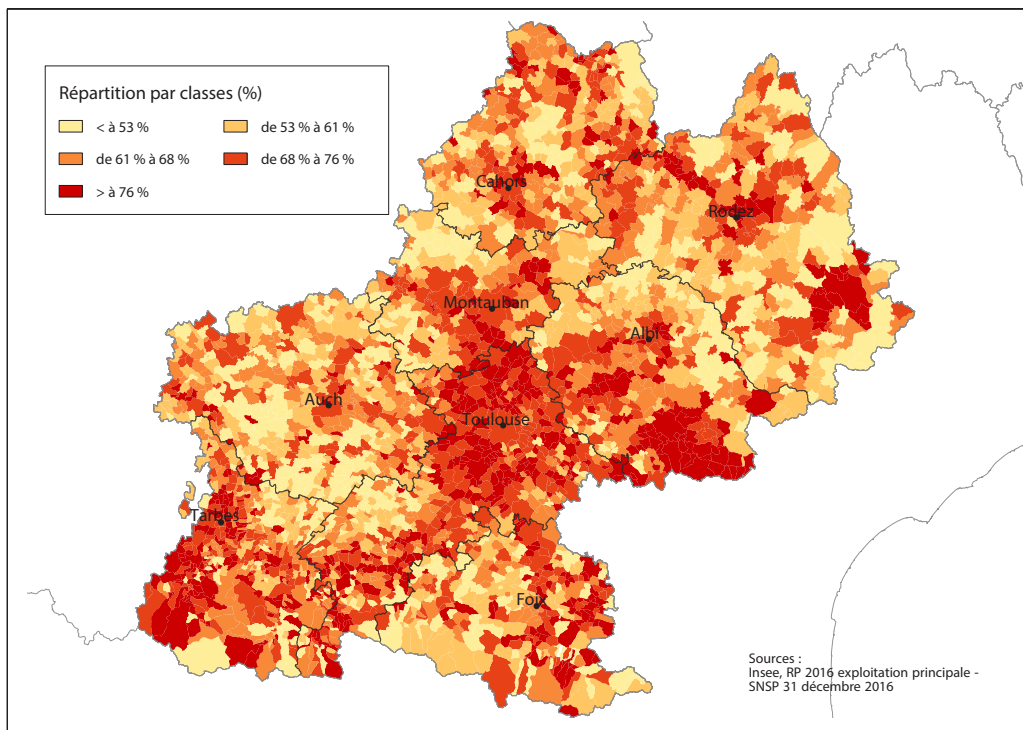 Répartition par classes (%)
< à 53 %
de 53 % à 61 %
de 61 % à 68 %
de 68 % à 76 %
> à 76 %
Cahors
Rodez
Montauban
Albi
Auch
Toulouse
Tarbes
Foix
Sources :
Insee, RP 2016 exploitation principale -
SNSP 31 décembre 2016